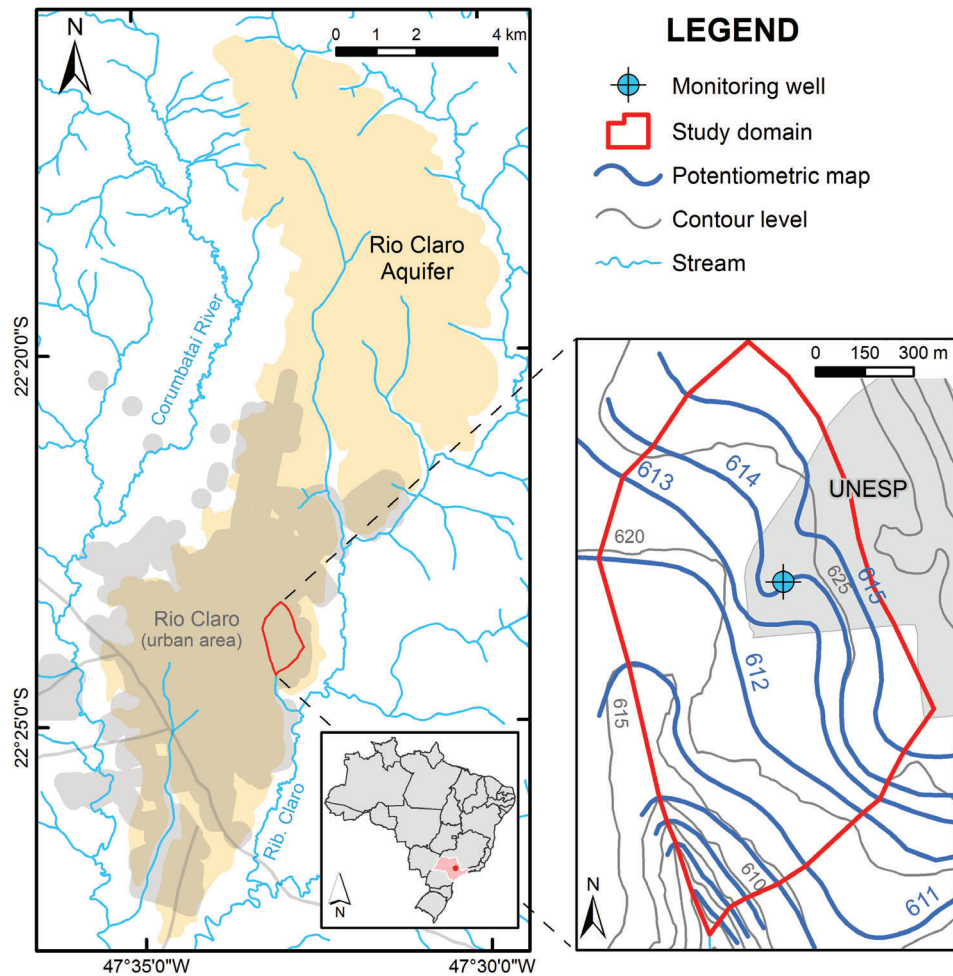 N
0 1 2 4 km
Rio Claro
Aquifer
Corumbataí River
22°20'0"S
Rio Claro
(urban area)
22°25'0"S
Rib. Claro
N
47°35'0"W
47°30'0"W
LEGEND
Monitoring well
Study domain
Potentiometric map
Contour level
Stream
0 150 300 m
UNESP
614
613
620
625
615
612
615
610
611
N